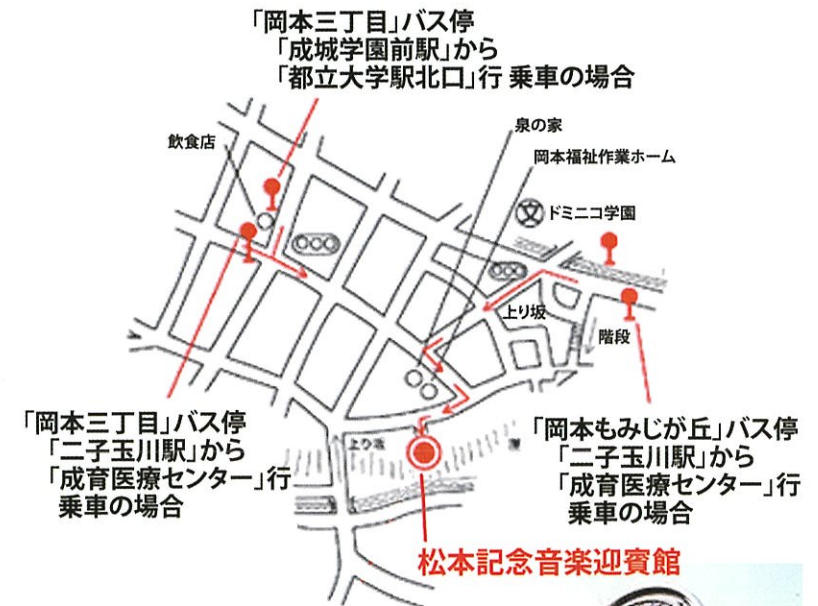 「岡本三丁目」バス停
「成城学園前駅」から
「都立大学駅北口」行 乗車の場合
泉の家
飲食店
岡本福祉作業ホーム
文
ドミニコ学園
上り坂
階段
「岡本三丁目」バス停
「二子玉川駅」から
「成育医療センター」行
乗車の場合
上り坂
崖
「岡本もみじが丘」バス停
「二子玉川駅」から
「成育医療センター」行
乗車の場合
松本記念音楽迎賓館